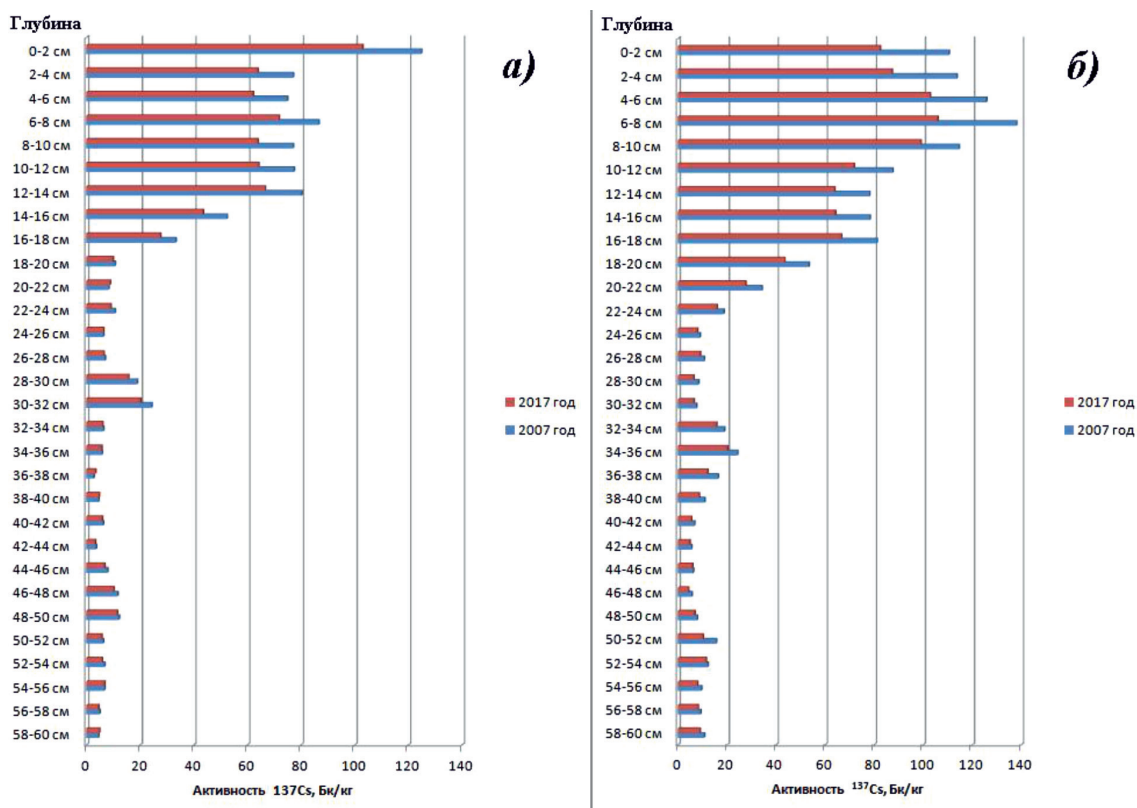 Глубина
а)
0-2 см
2-4 см
4-6 см
6-8 см
8-10 см
10-12 см
12-14 см
14-16 см
16-18 см
18-20 см
20-22 см
22-24 см
24-26 см
26-28 см
28-30 см
30-32 см
32-34 см
34-36 см
36-38 см
38-40 см
40-42 см
42-44 см
44-46 см
46-48 см
48-50 см
50-52 см
52-54 см
54-56 см
56-58 см
58-60 см
2017 год
2007 год
0 20 40 60 80 100 120 140
Активность 137Cs, Бк/кг
Глубина
б)
0-2 см
2-4 см
4-6 см
6-8 см
8-10 см
10-12 см
12-14 см
14-16 см
16-18 см
18-20 см
20-22 см
22-24 см
24-26 см
26-28 см
28-30 см
30-32 см
32-34 см
34-36 см
36-38 см
38-40 см
40-42 см
42-44 см
44-46 см
46-48 см
48-50 см
50-52 см
52-54 см
54-56 см
56-58 см
58-60 см
2017 год
2007 год
0 20 40 60 80 100 120 140
Активность ¹³⁷Cs, Бк/кг